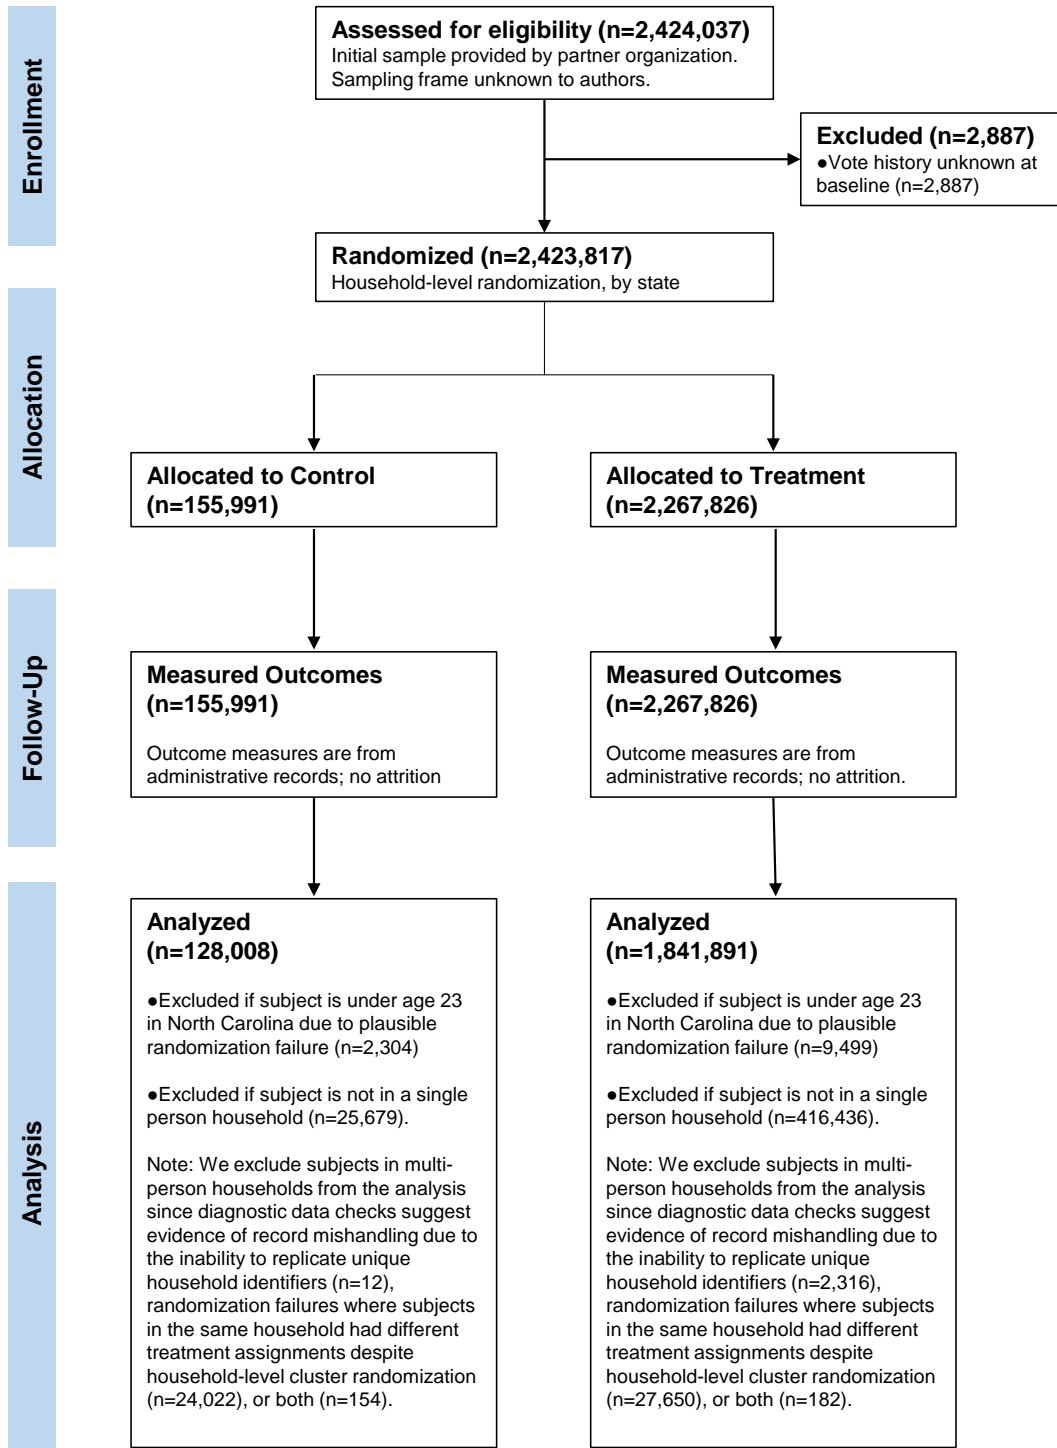 Enrollment
Assessed for eligibility (n=2,424,037)
Initial sample provided by partner organization.
Sampling frame unknown to authors.
Excluded (n=2,887)
●Vote history unknown at
baseline (n=2,887)
Randomized (n=2,423,817)
Household-level randomization, by state
Allocation
Allocated to Control
(n=155,991)
Allocated to Treatment
(n=2,267,826)
Follow-Up
Measured Outcomes
(n=155,991)
Outcome measures are from
administrative records; no attrition
Measured Outcomes
(n=2,267,826)
Outcome measures are from
administrative records; no attrition.
Analysis
Analyzed
(n=128,008)
●Excluded if subject is under age 23
in North Carolina due to plausible
randomization failure (n=2,304)
●Excluded if subject is not in a single
person household (n=25,679).
Note: We exclude subjects in multi-
person households from the analysis
since diagnostic data checks suggest
evidence of record mishandling due to
the inability to replicate unique
household identifiers (n=12),
randomization failures where subjects
in the same household had different
treatment assignments despite
household-level cluster randomization
(n=24,022), or both (n=154).
Analyzed
(n=1,841,891)
●Excluded if subject is under age 23
in North Carolina due to plausible
randomization failure (n=9,499)
●Excluded if subject is not in a single
person household (n=416,436).
Note: We exclude subjects in multi-
person households from the analysis
since diagnostic data checks suggest
evidence of record mishandling due to
the inability to replicate unique
household identifiers (n=2,316),
randomization failures where subjects
in the same household had different
treatment assignments despite
household-level cluster randomization
(n=27,650), or both (n=182).